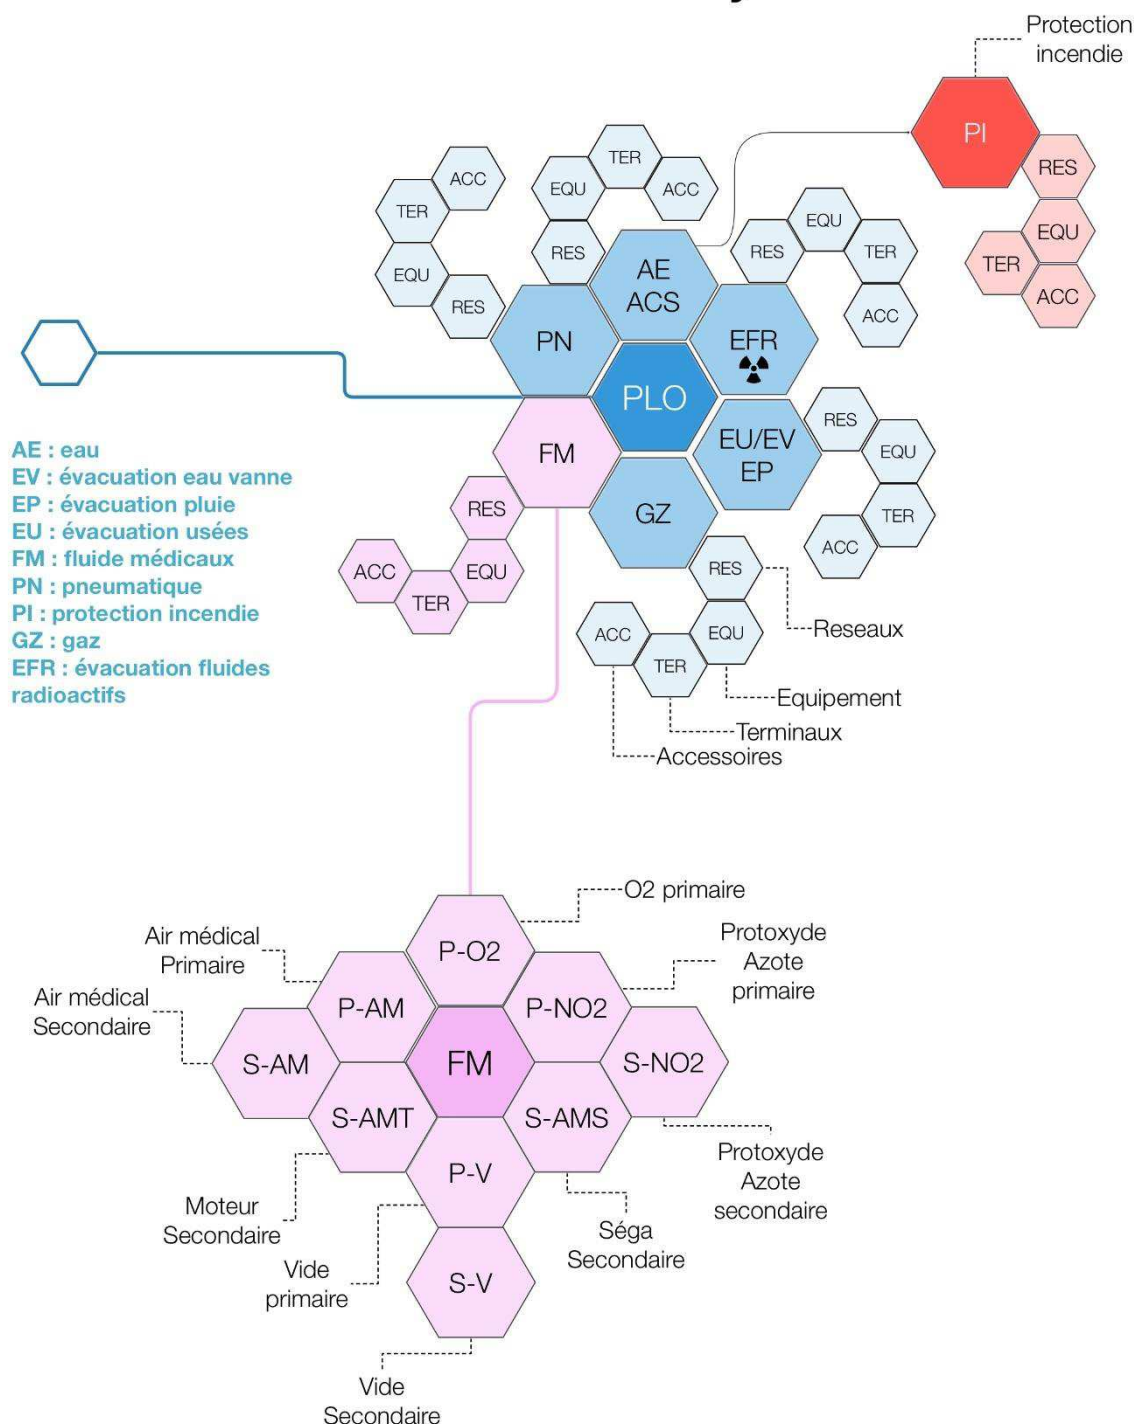 Protection
incendie
PI
RES
EQU
TER
ACC
ACC
TER
EQU
RES
TER
EQU
ACC
RES
EQU
RES
TER
ACC
AE
ACS
PN
EFR
PLO
FM
EU/EV
EP
GZ
RES
EQU
TER
ACC
RES
EQU
TER
ACC
RES
EQU
TER
ACC
Reseaux
Equipement
Terminaux
Accessoires
AE : eau
EV : évacuation eau vanne
EP : évacuation pluie
EU : évacuation usées
FM : fluide médicaux
PN : pneumatique
PI : protection incendie
GZ : gaz
EFR : évacuation fluides
radioactifs
O2 primaire
P-O2
Air médical
Primaire
Protoxyde
Azote
primaire
P-AM
P-NO2
Air médical
Secondaire
S-AM
FM
S-NO2
S-AMT
S-AMS
P-V
Protoxyde
Azote
secondaire
Moteur
Secondaire
Séga
Secondaire
Vide
primaire
S-V
Vide
Secondaire